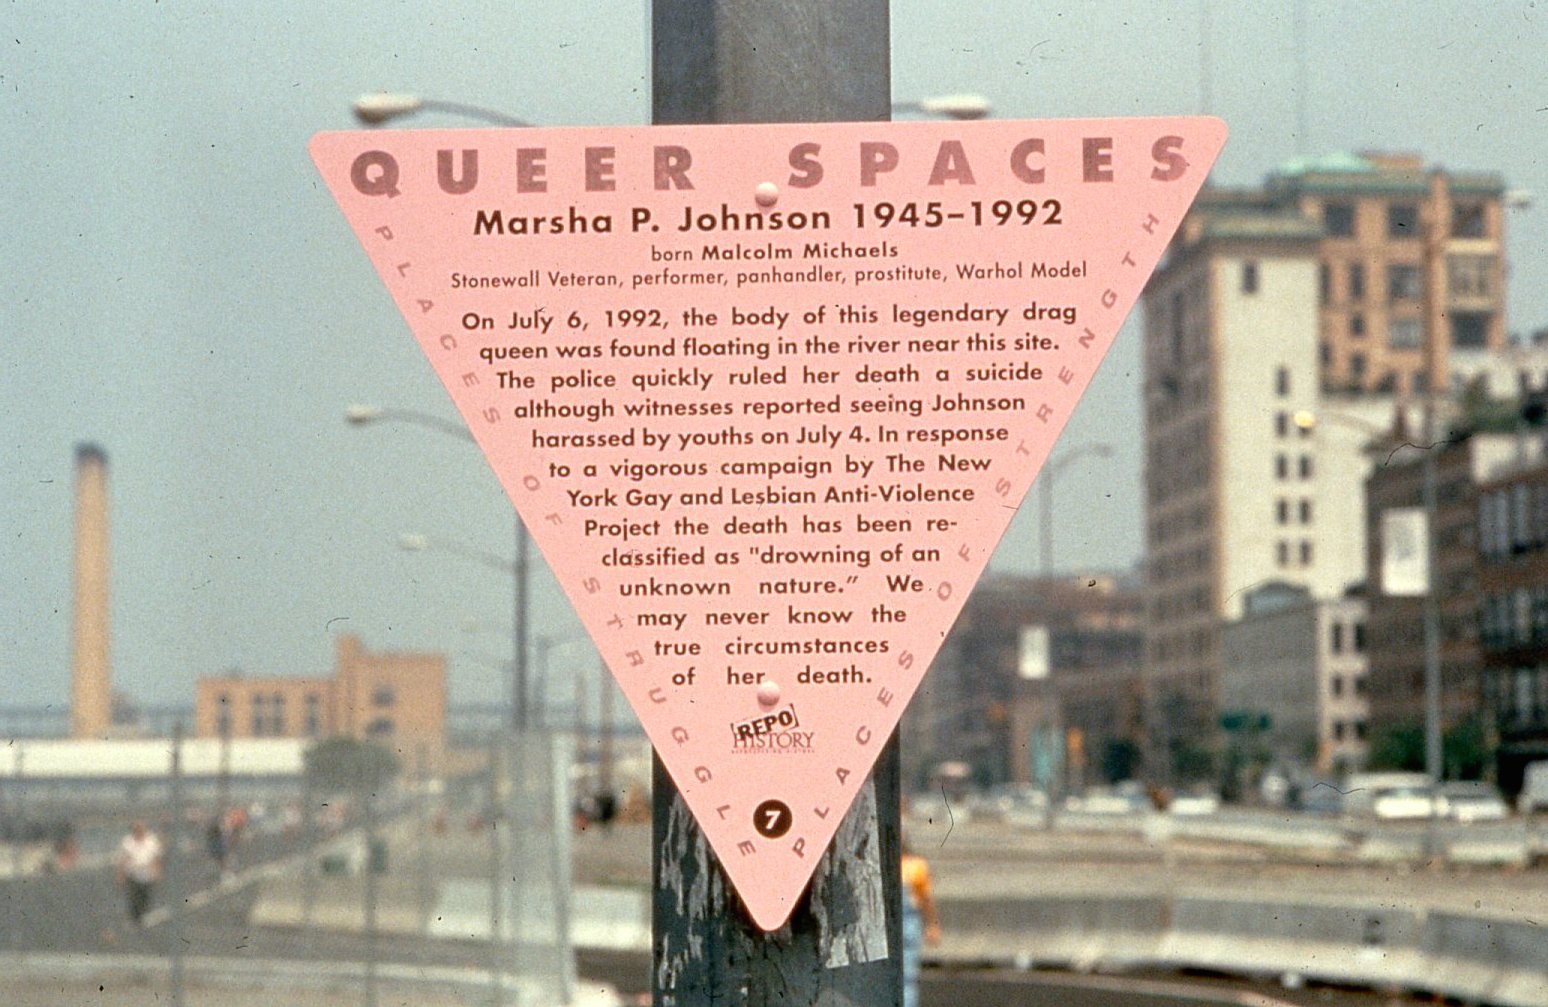 QUEER SPACES
Marsha P. Johnson 1945-1992
born Malcolm Michaels
Stonewall Veteran, performer, panhandler, prostitute, Warhol Model
On July 6, 1992, the body of this legendary drag
queen was found floating in the river near this site.
The police quickly ruled her death a suicide
although witnesses reported seeing Johnson
harassed by youths on July 4. In response
to a vigorous campaign by The New
York Gay and Lesbian Anti-Violence
Project the death has been re-
classified as "drowning of an
unknown nature." We
may never know the
true circumstances
of her death.
REPO
HISTORY
7
PLACES OF STRUGGLE
PLACES OF STRENGTH